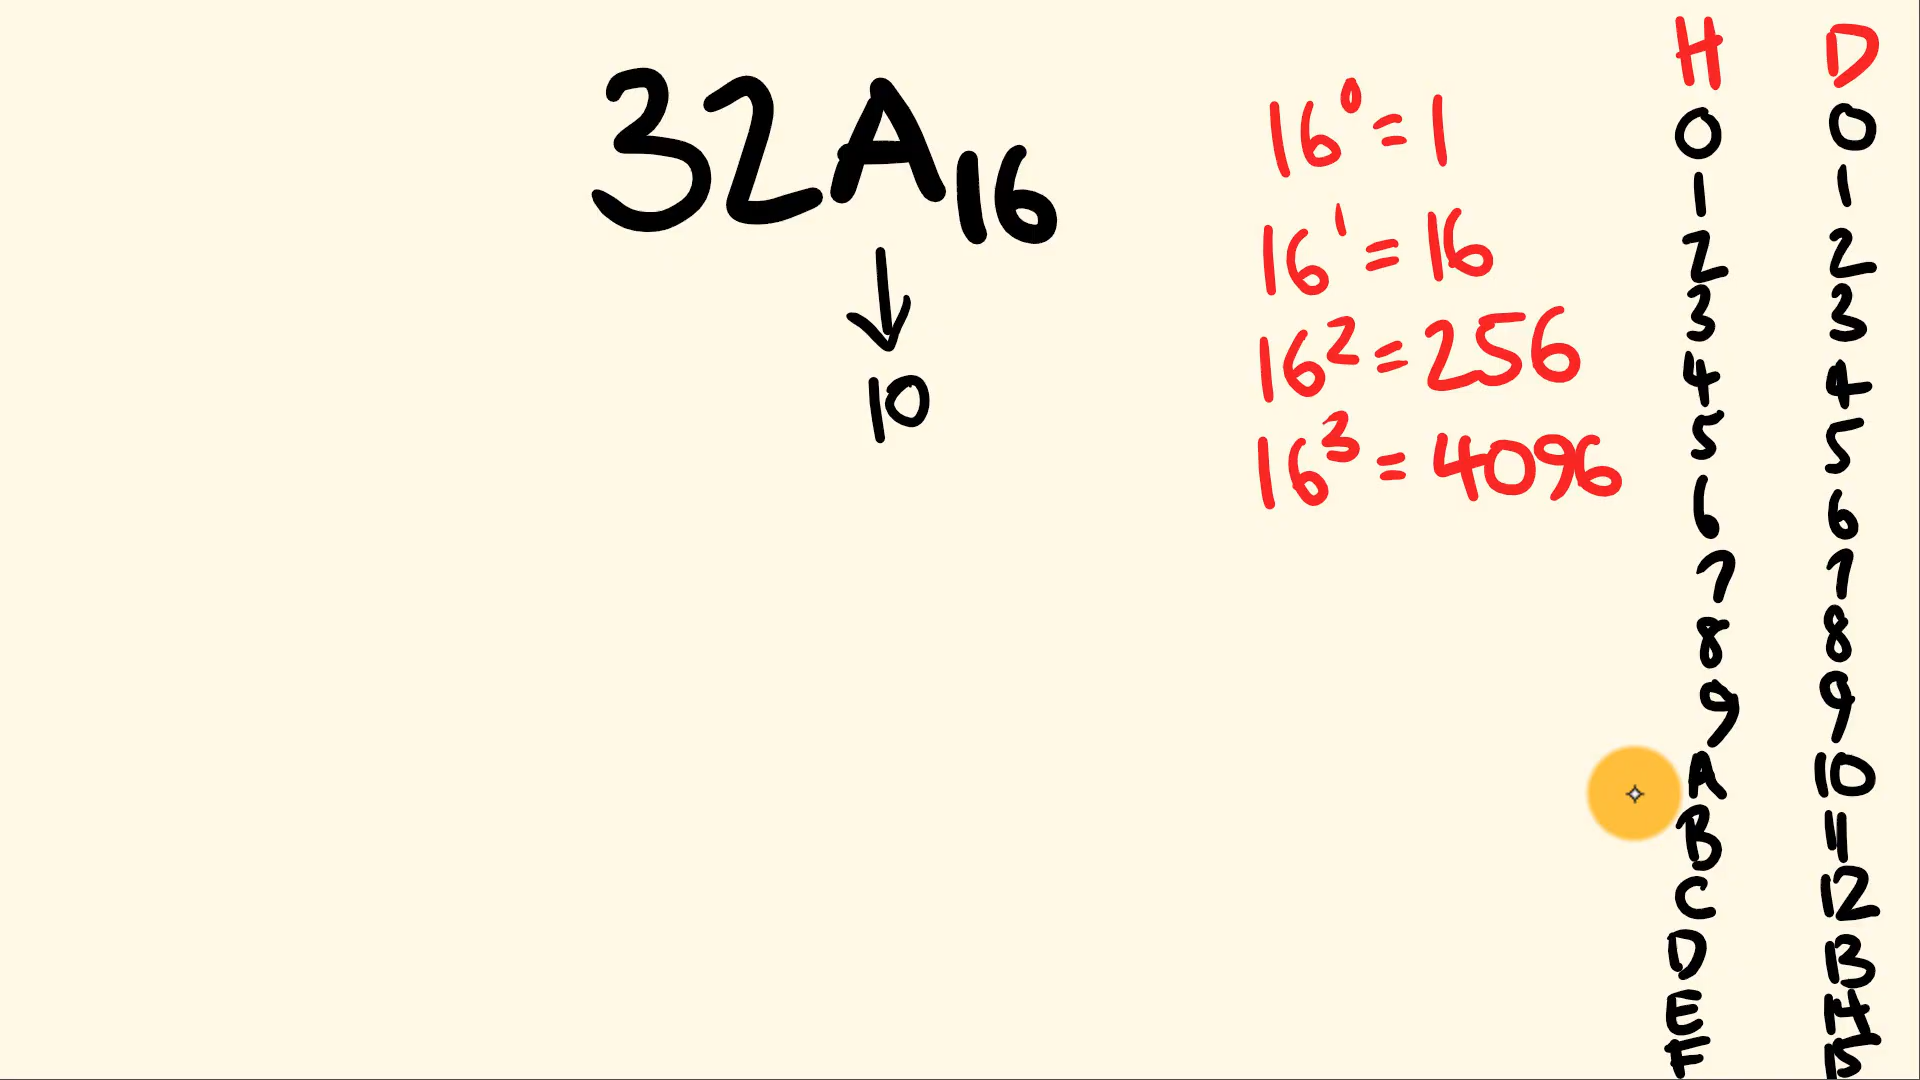 32A16
10
16⁰ = 1
16¹ = 16
16² = 256
16³ = 4096
H D
0 0
1 1
2 2
3 3
4 4
5 5
6 6
7 7
8 8
9 9
A 10
B 11
C 12
D 13
E 14
F 15